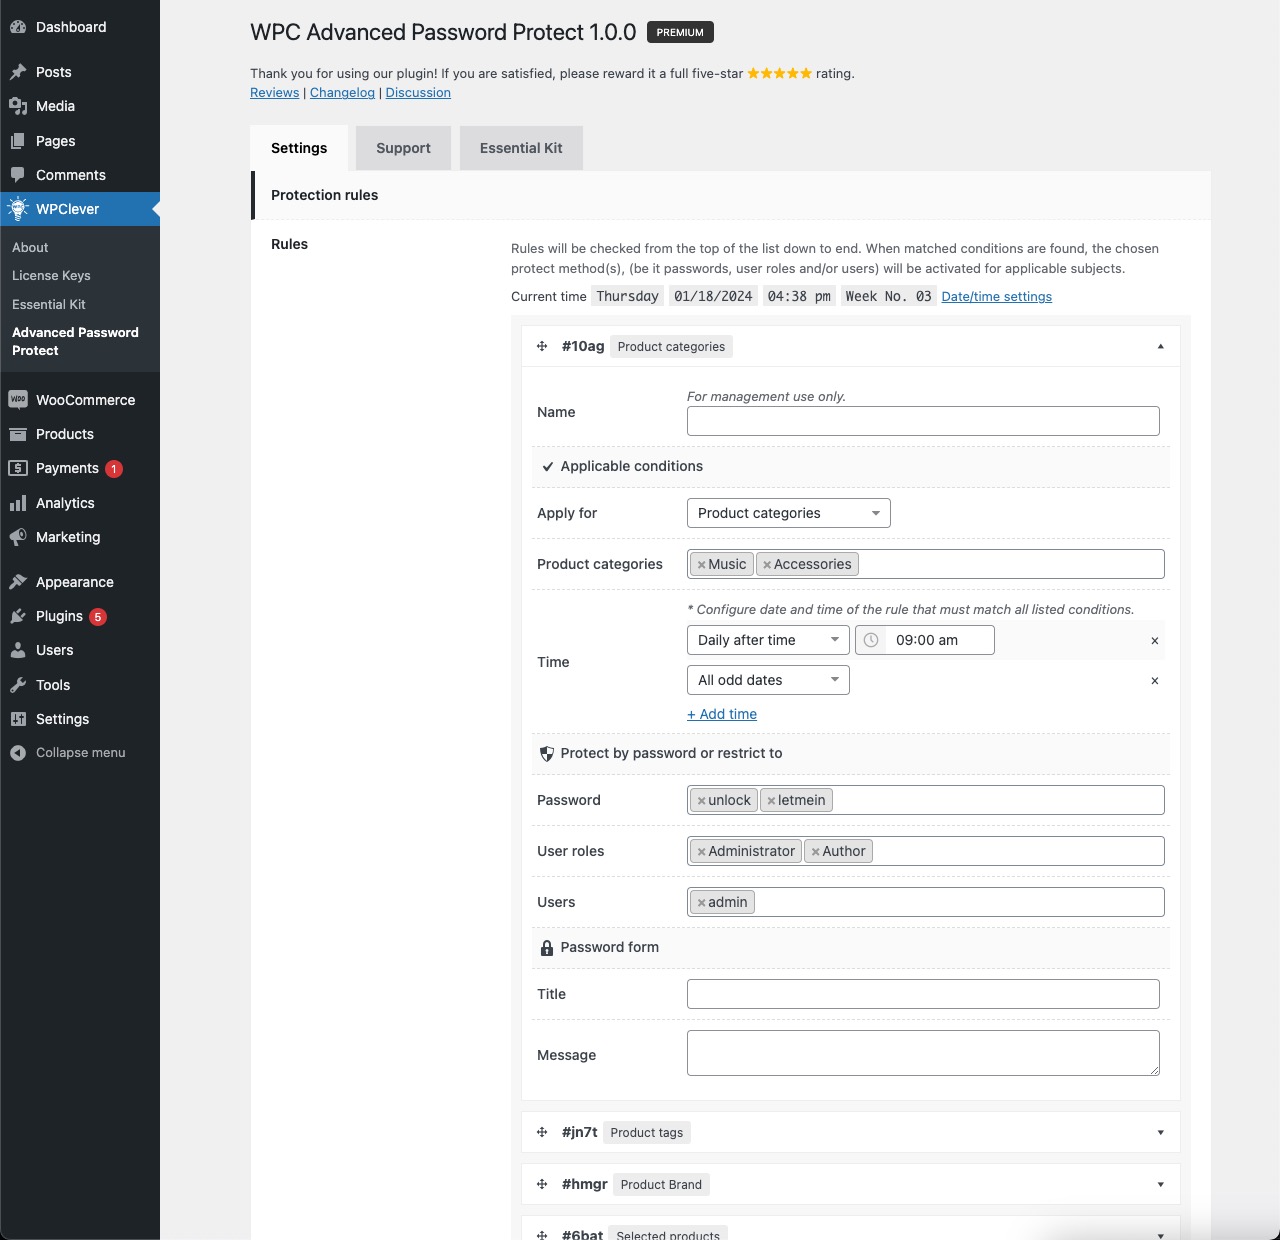 Dashboard
Posts
Media
Pages
Comments
WPClever
About
License Keys
Essential Kit
Advanced Password
Protect
WooCommerce
Products
Payments 1
Analytics
Marketing
Appearance
Plugins 5
Users
Tools
Settings
Collapse menu
WPC Advanced Password Protect 1.0.0 PREMIUM
Thank you for using our plugin! If you are satisfied, please reward it a full five-star ★★★★★ rating.
Reviews | Changelog | Discussion
Settings Support Essential Kit
Protection rules
Rules
Rules will be checked from the top of the list down to end. When matched conditions are found, the chosen
protect method(s), (be it passwords, user roles and/or users) will be activated for applicable subjects.
Current time Thursday 01/18/2024 04:38 pm Week No. 03 Date/time settings
#10ag Product categories
For management use only.
Name
Applicable conditions
Apply for Product categories
Product categories ×Music ×Accessories
* Configure date and time of the rule that must match all listed conditions.
Daily after time 09:00 am ×
Time
All odd dates ×
+ Add time
Protect by password or restrict to
Password ×unlock ×letmein
User roles ×Administrator ×Author
Users ×admin
Password form
Title
Message
#jn7t Product tags
#hmgr Product Brand
#6bat Selected products